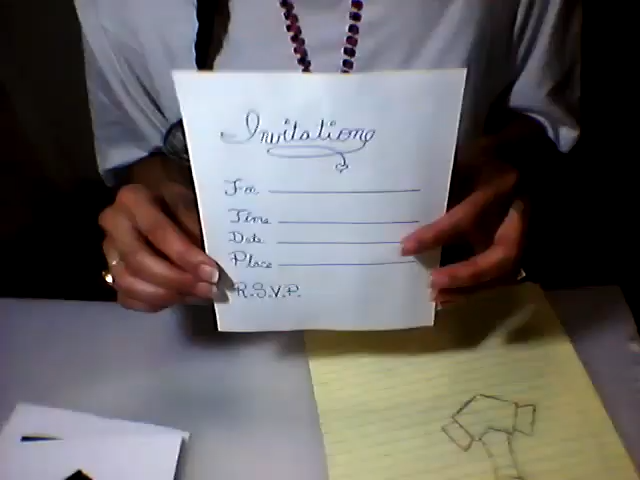 Invitation
For
Time
Date
Place
R.S.V.P.